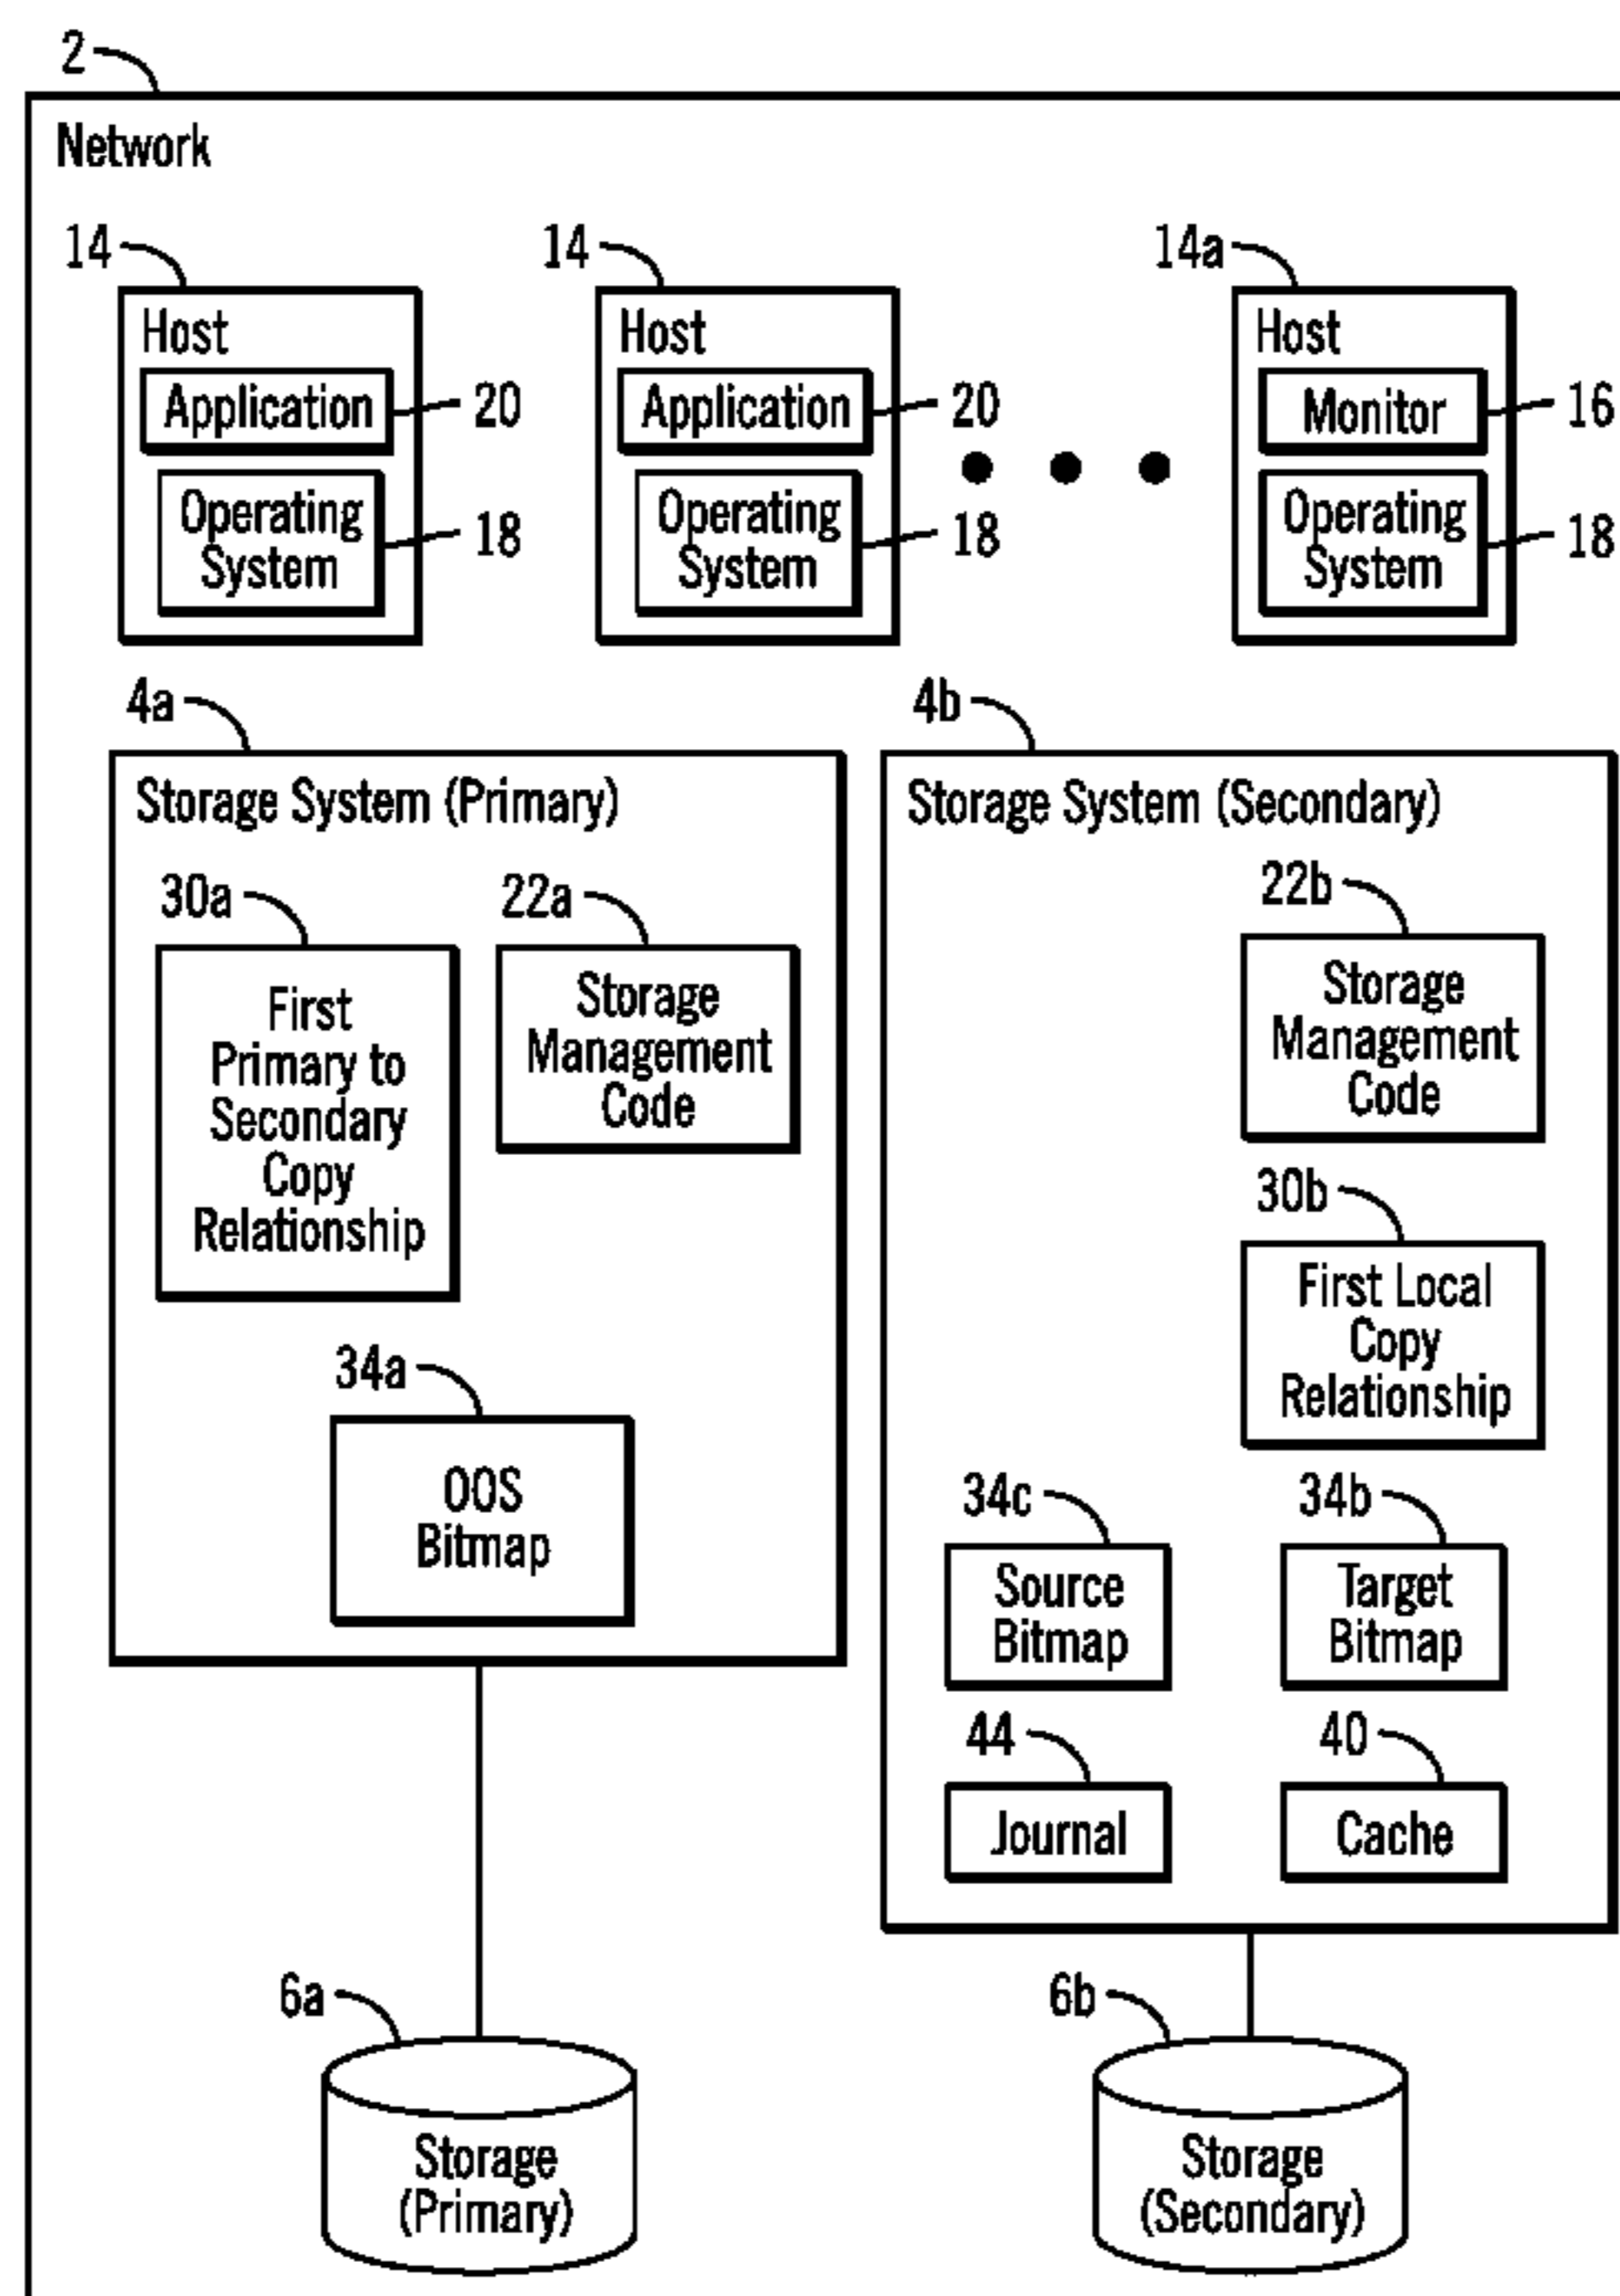 2
Network
14
14
14a
Host
Host
Host
Application
20
Application
20
Monitor
16
Operating
System
18
Operating
System
18
Operating
System
18
4a
4b
Storage System (Primary)
30a
22a
First
Primary to
Secondary
Copy
Relationship
Storage
Management
Code
34a
OOS
Bitmap
Storage System (Secondary)
22b
Storage
Management
Code
30b
First Local
Copy
Relationship
34c
34b
Source
Bitmap
Target
Bitmap
44
40
Journal
Cache
6a
6b
Storage
(Primary)
Storage
(Secondary)